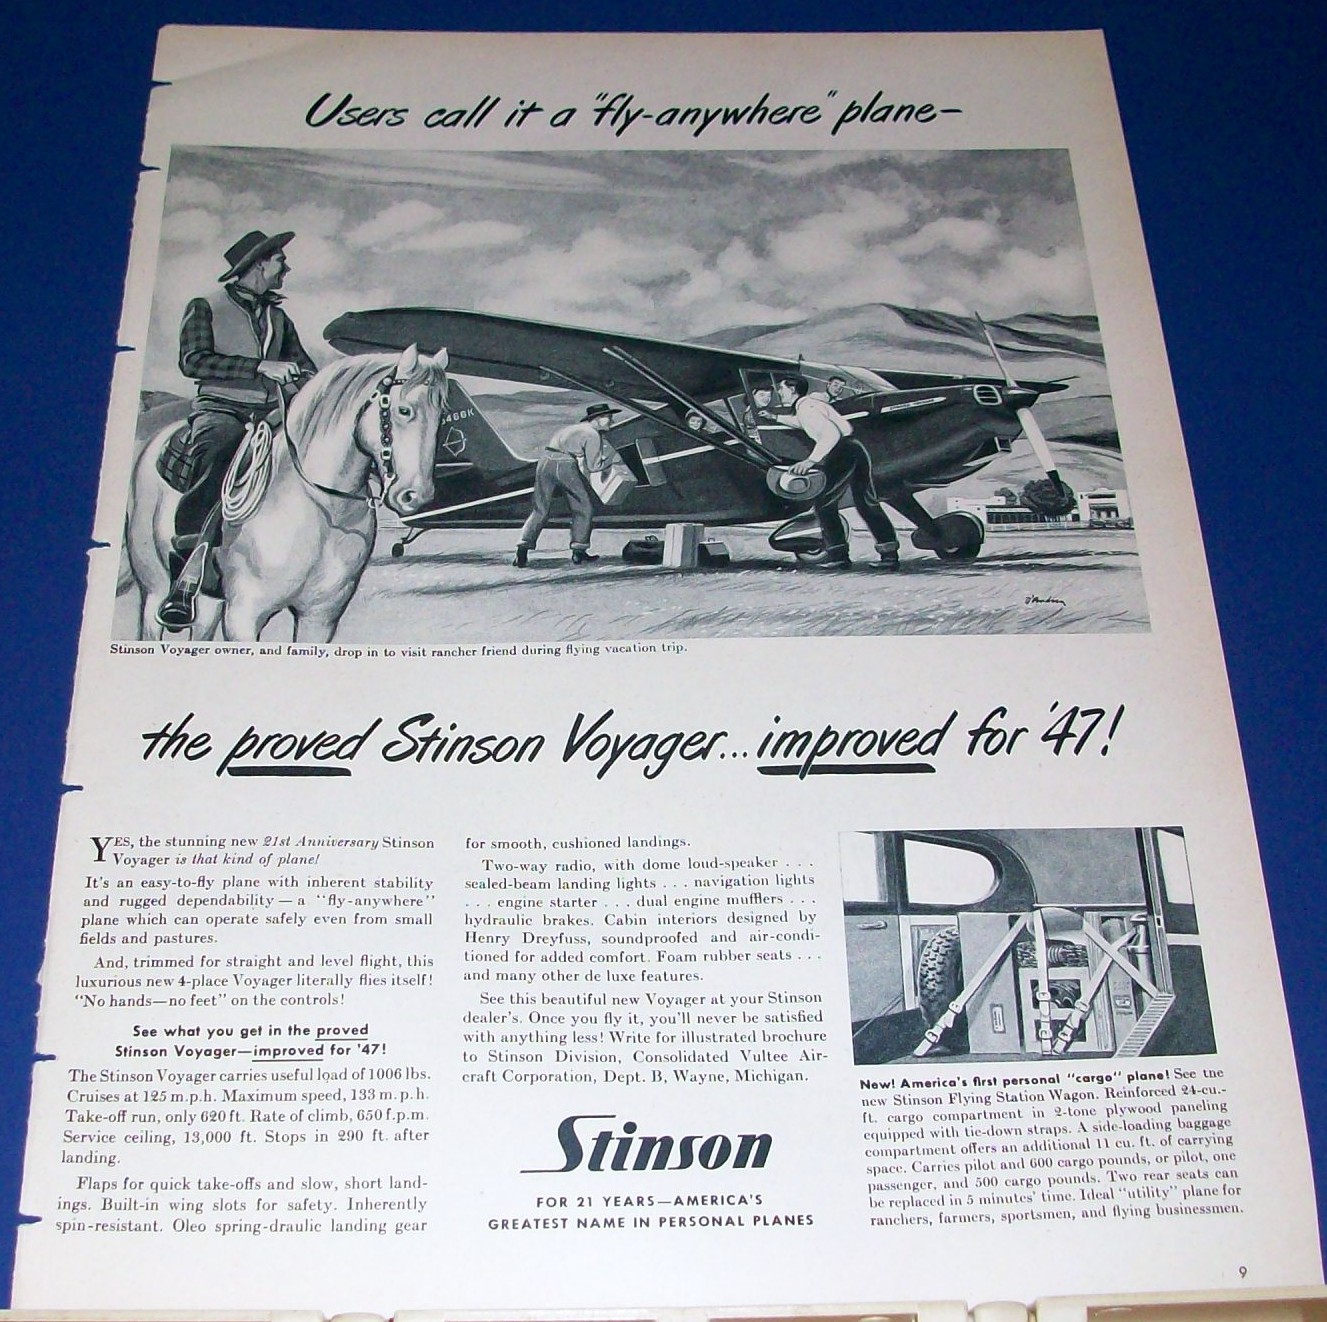 Users call it a "fly-anywhere" plane—
466K
Stinson Voyager owner, and family, drop in to visit rancher friend during flying vacation trip.
the proved Stinson Voyager... improved for '47!
YES, the stunning new 21st Anniversary Stinson
Voyager is that kind of plane!
It's an easy-to-fly plane with inherent stability
and rugged dependability — a "fly-anywhere"
plane which can operate safely even from small
fields and pastures.
And, trimmed for straight and level flight, this
luxurious new 4-place Voyager literally flies itself!
"No hands—no feet" on the controls!
See what you get in the proved
Stinson Voyager—improved for '47!
The Stinson Voyager carries useful load of 1006 lbs.
Cruises at 125 m.p.h. Maximum speed, 133 m.p.h.
Take-off run, only 620 ft. Rate of climb, 650 f.p.m.
Service ceiling, 13,000 ft. Stops in 290 ft. after
landing.
Flaps for quick take-offs and slow, short land-
ings. Built-in wing slots for safety. Inherently
spin-resistant. Oleo spring-draulic landing gear
for smooth, cushioned landings.
Two-way radio, with dome loud-speaker . . .
sealed-beam landing lights . . . navigation lights
. . . engine starter . . . dual engine mufflers . . .
hydraulic brakes. Cabin interiors designed by
Henry Dreyfuss, soundproofed and air-condi-
tioned for added comfort. Foam rubber seats . . .
and many other de luxe features.
See this beautiful new Voyager at your Stinson
dealer's. Once you fly it, you'll never be satisfied
with anything less! Write for illustrated brochure
to Stinson Division, Consolidated Vultee Air-
craft Corporation, Dept. B, Wayne, Michigan.
Stinson
FOR 21 YEARS—AMERICA'S
GREATEST NAME IN PERSONAL PLANES
New! America's first personal "cargo" plane! See the
new Stinson Flying Station Wagon. Reinforced 24-cu.-
ft. cargo compartment in 2-tone plywood paneling
equipped with tie-down straps. A side-loading baggage
compartment offers an additional 11 cu. ft. of carrying
space. Carries pilot and 600 cargo pounds, or pilot, one
passenger, and 500 cargo pounds. Two rear seats can
be replaced in 5 minutes' time. Ideal "utility" plane for
ranchers, farmers, sportsmen, and flying businessmen.
9